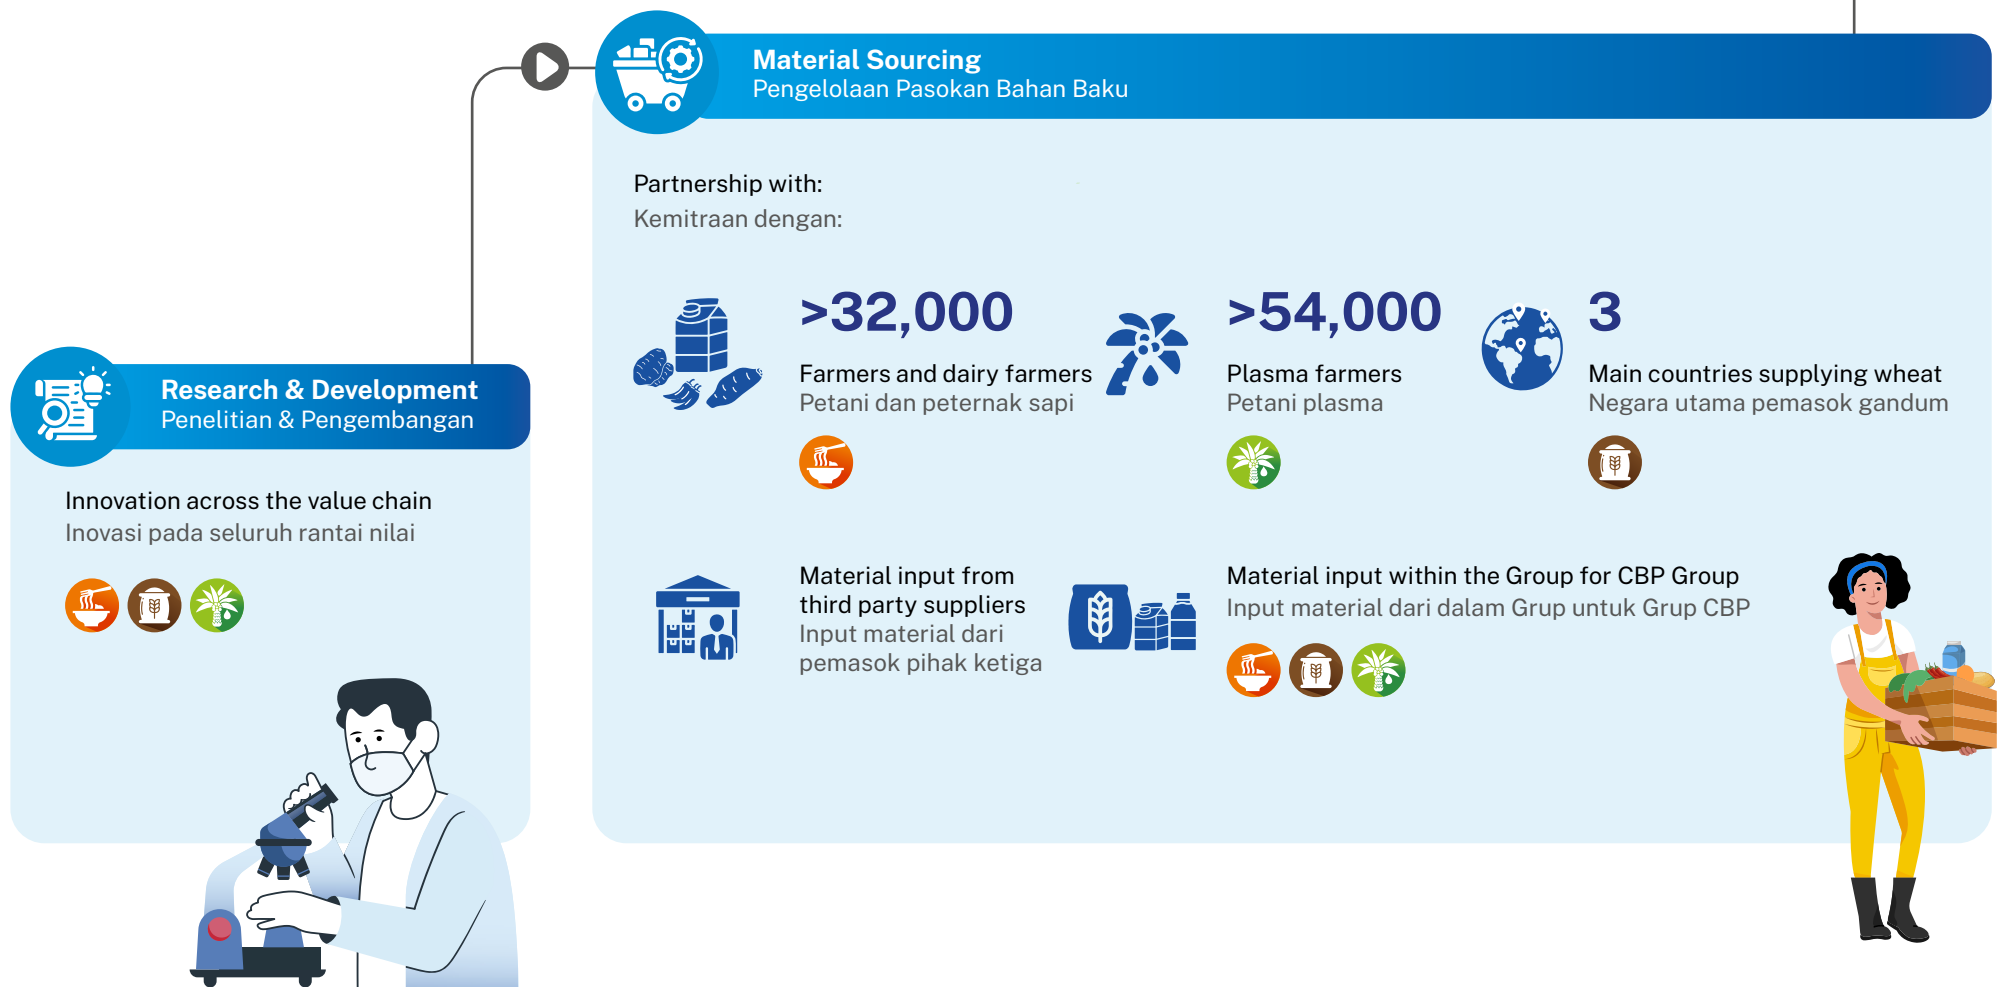 Material Sourcing
Pengelolaan Pasokan Bahan Baku
Partnership with:
Kemitraan dengan:
>32,000
Farmers and dairy farmers
Petani dan peternak sapi
>54,000
Plasma farmers
Petani plasma
3
Main countries supplying wheat
Negara utama pemasok gandum
Research & Development
Penelitian & Pengembangan
Innovation across the value chain
Inovasi pada seluruh rantai nilai
Material input from
third party suppliers
Input material dari
pemasok pihak ketiga
Material input within the Group for CBP Group
Input material dari dalam Grup untuk Grup CBP